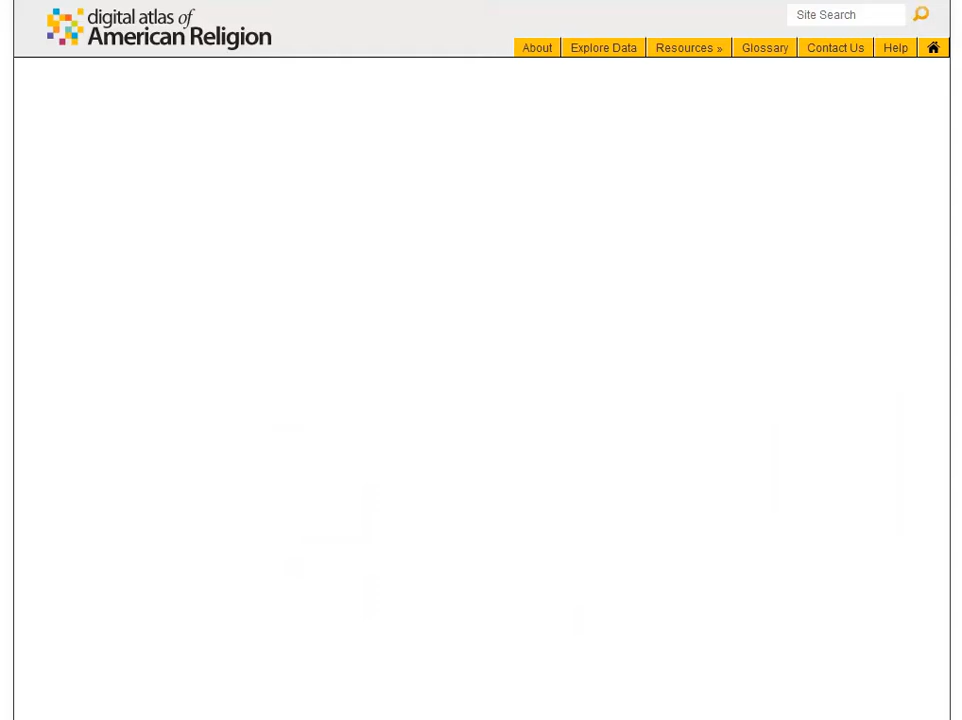 digital atlas of
American Religion
Site Search
About Explore Data Resources » Glossary Contact Us Help